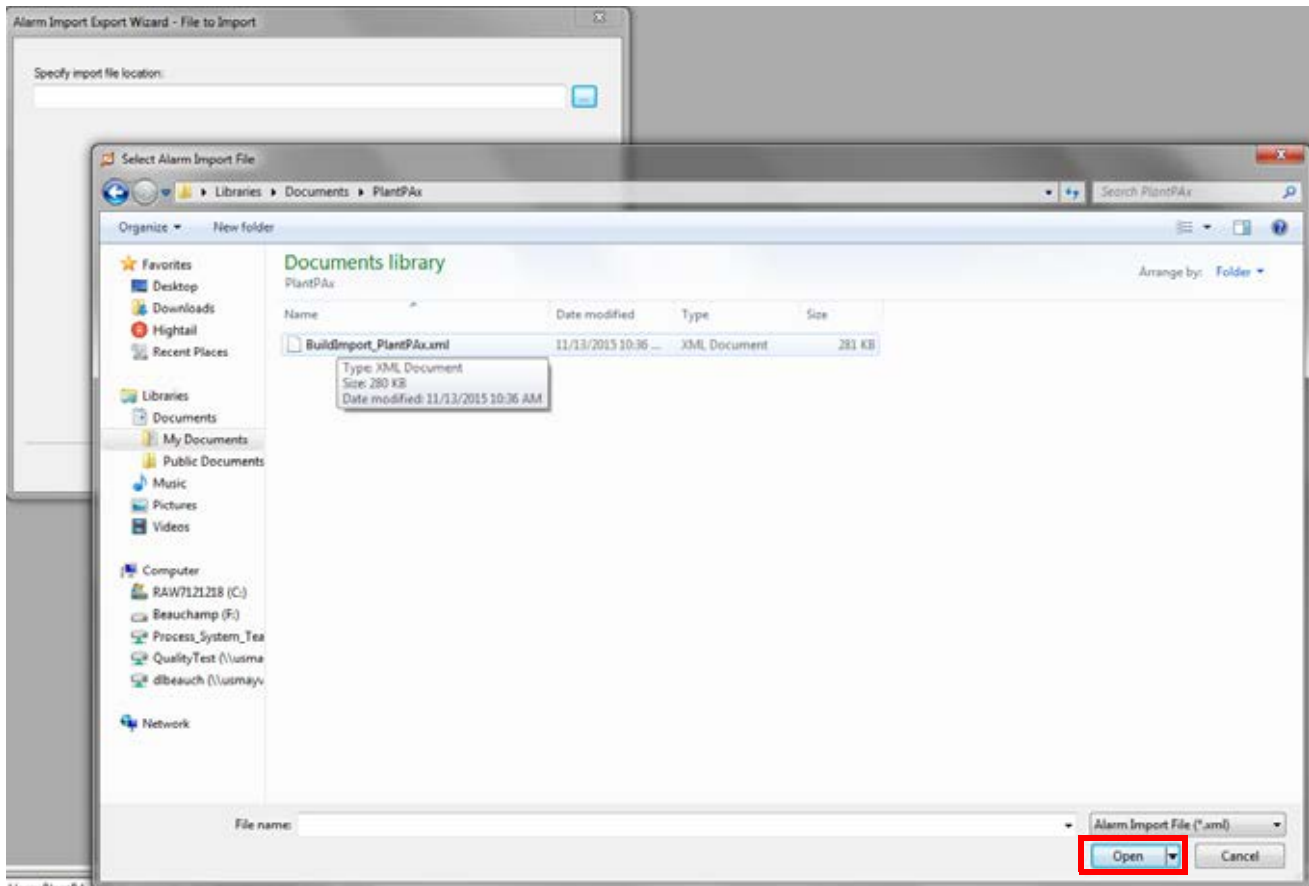 Alarm Import Export Wizard - File to Import
Specify import file location:
...
Select Alarm Import File
Libraries Documents PlantPAx
Search PlantPAx
Organize New folder
Favorites
Desktop
Downloads
Hightail
Recent Places
Libraries
Documents
My Documents
Public Documents
Music
Pictures
Videos
Computer
RAW7121218 (C:)
Beauchamp (F:)
Process_System_Tea
QualityTest (\\usma
dlbeauch (\\usmayv
Network
Documents library
PlantPAx
Arrange by: Folder
Name Date modified Type Size
BuildImport_PlantPAx.xml 11/13/2015 10:36 ... XML Document 281 KB
Type: XML Document
Size: 280 KB
Date modified: 11/13/2015 10:36 AM
File name:
Alarm Import File (*.xml)
Open Cancel